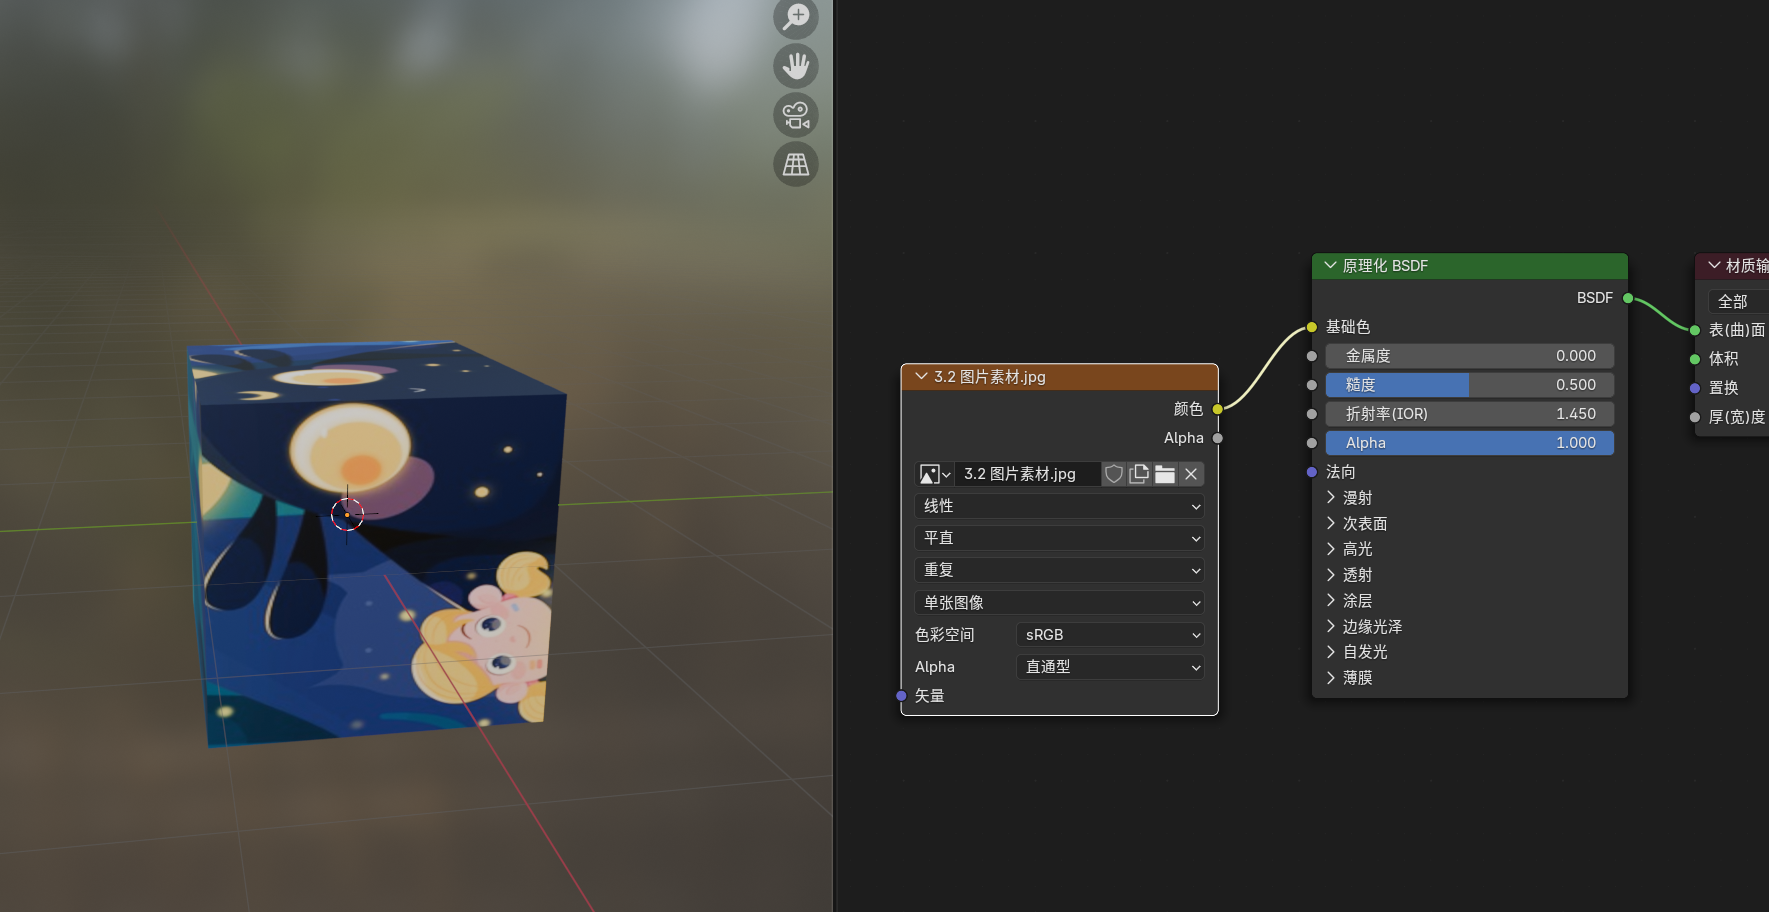 3.2 图片素材.jpg
颜色
Alpha
3.2 图片素材.jpg
线性
平直
重复
单张图像
色彩空间 sRGB
Alpha 直通型
矢量
原理化 BSDF
BSDF
基础色
金属度 0.000
糙度 0.500
折射率(IOR) 1.450
Alpha 1.000
法向
漫射
次表面
高光
透射
涂层
边缘光泽
自发光
薄膜
材质输
全部
表(曲)面
体积
置换
厚(宽)度